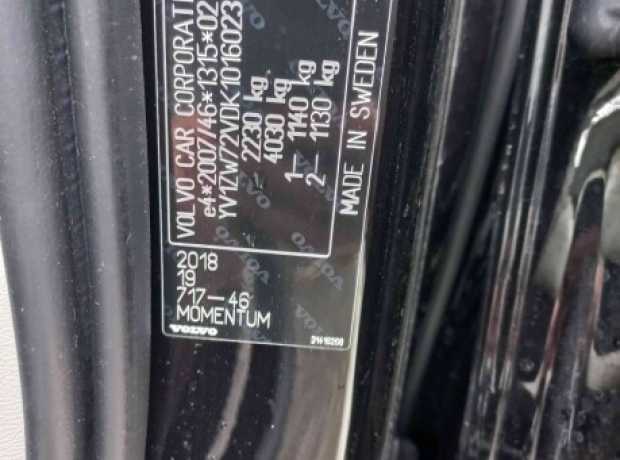 VOLVO CAR CORPORATI
e4*2007/46*1315*02
YV1ZW72VDK1016023
2230 kg
4030 kg
1— 1140 kg
2— 1130 kg
MADE IN SWEDEN
2018
19
717—46
MOMENTUM
VOLVO